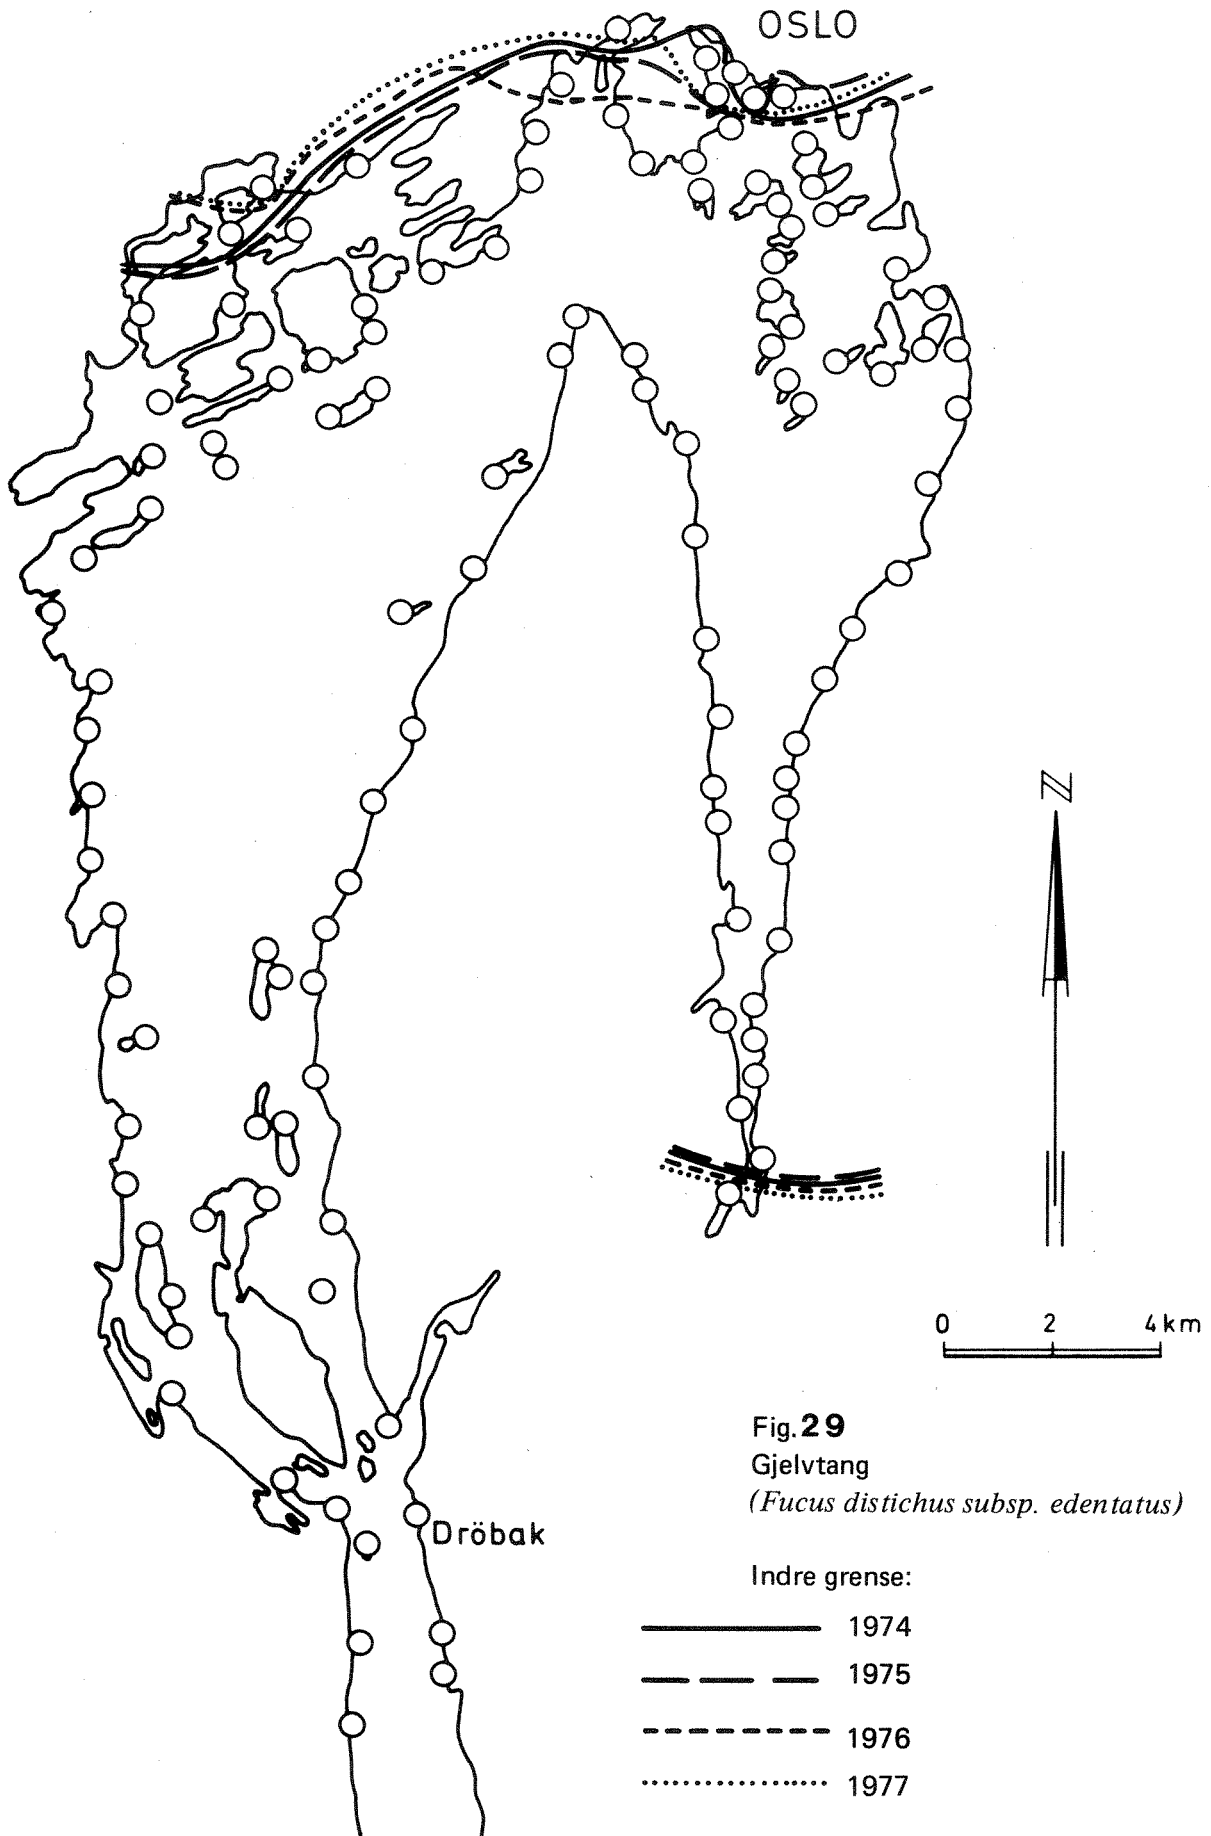 OSLO
N
0 2 4 km
Fig. 29
Gjelvtang
(Fucus distichus subsp. edentatus)
Dröbak
Indre grense:
1974
1975
1976
1977